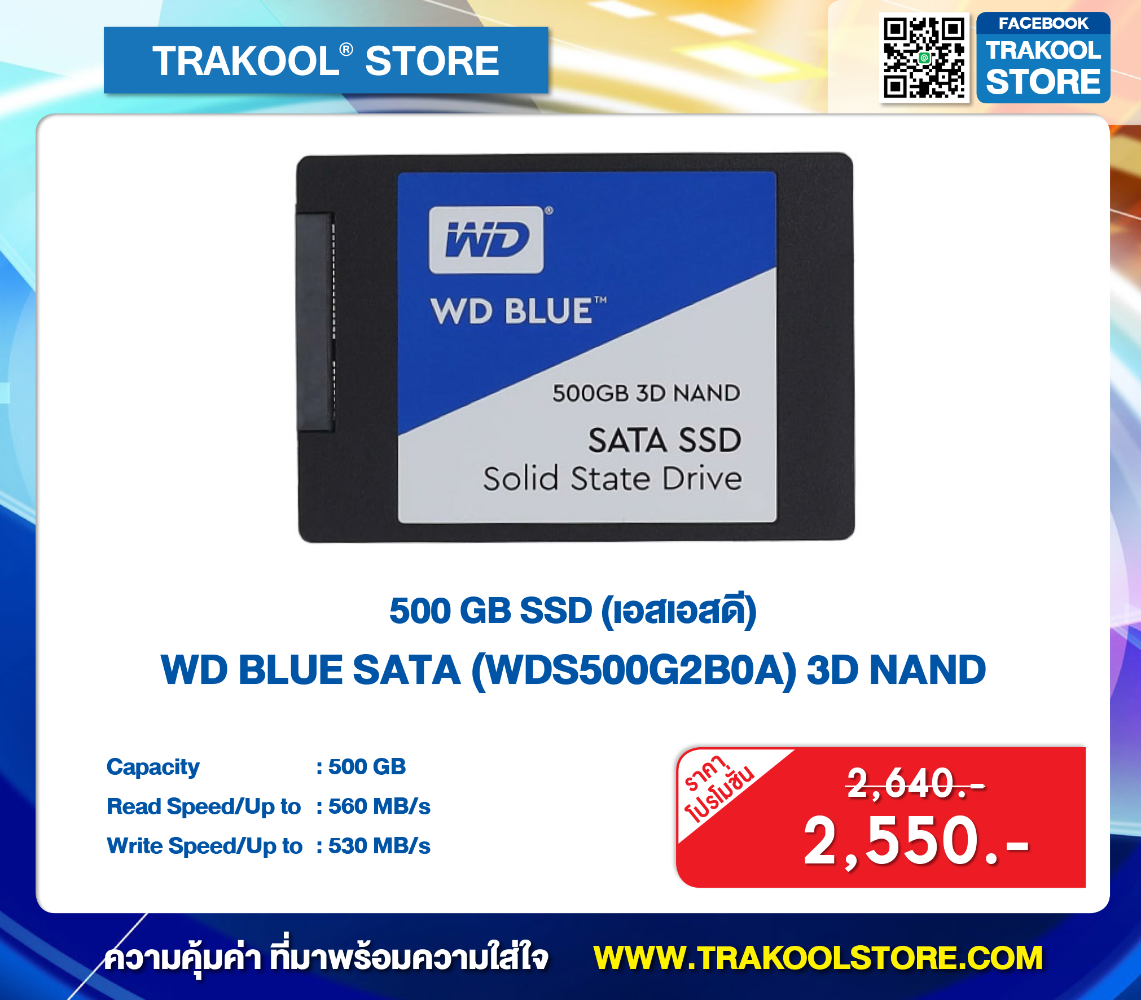 TRAKOOL® STORE
FACEBOOK
TRAKOOL
STORE
WD®
WD BLUE™
500GB 3D NAND
SATA SSD
Solid State Drive
500 GB SSD (เอสเอสดี)
WD BLUE SATA (WDS500G2B0A) 3D NAND
Capacity : 500 GB
Read Speed/Up to : 560 MB/s
Write Speed/Up to : 530 MB/s
ราคา
โปรโมชั่น
2,640.-
2,550.-
ความคุ้มค่า ที่มาพร้อมความใส่ใจ WWW.TRAKOOLSTORE.COM